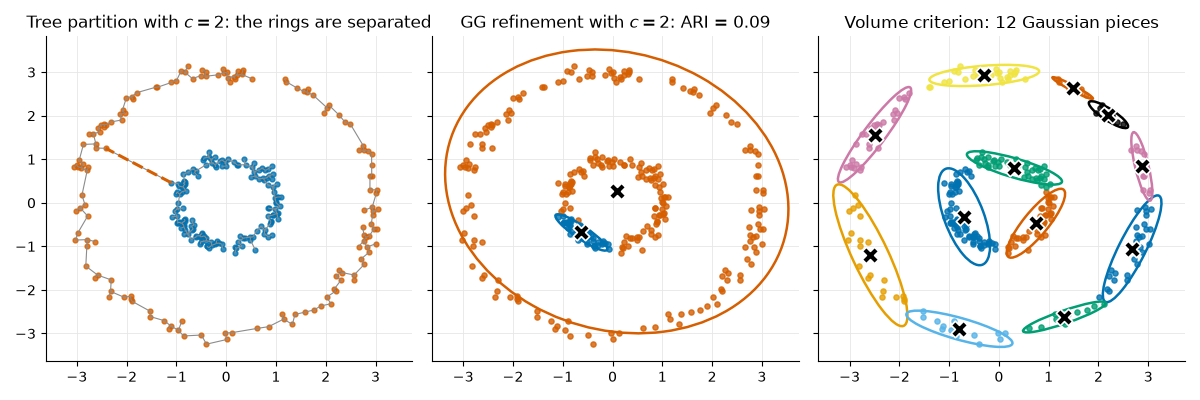 Tree partition with c = 2: the rings are separated
GG refinement with c = 2: ARI = 0.09
Volume criterion: 12 Gaussian pieces
3
2
1
0
−1
−2
−3
−3 −2 −1 0 1 2 3
−3 −2 −1 0 1 2 3
−3 −2 −1 0 1 2 3